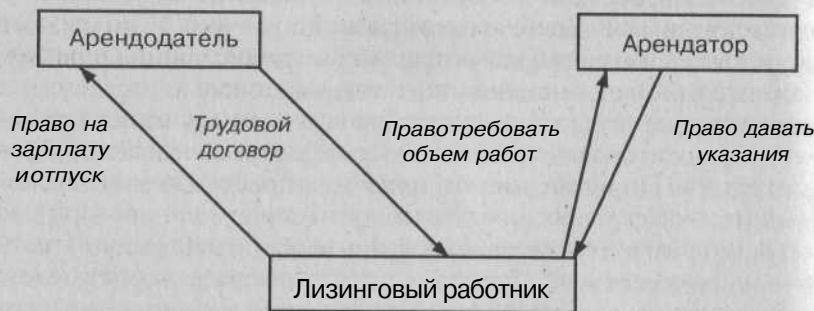 Арендодатель
Арендатор
Право на
зарплату
иотпуск
Трудовой
договор
Правотребовать
объем работ
Право давать
указания
Лизинговый работник